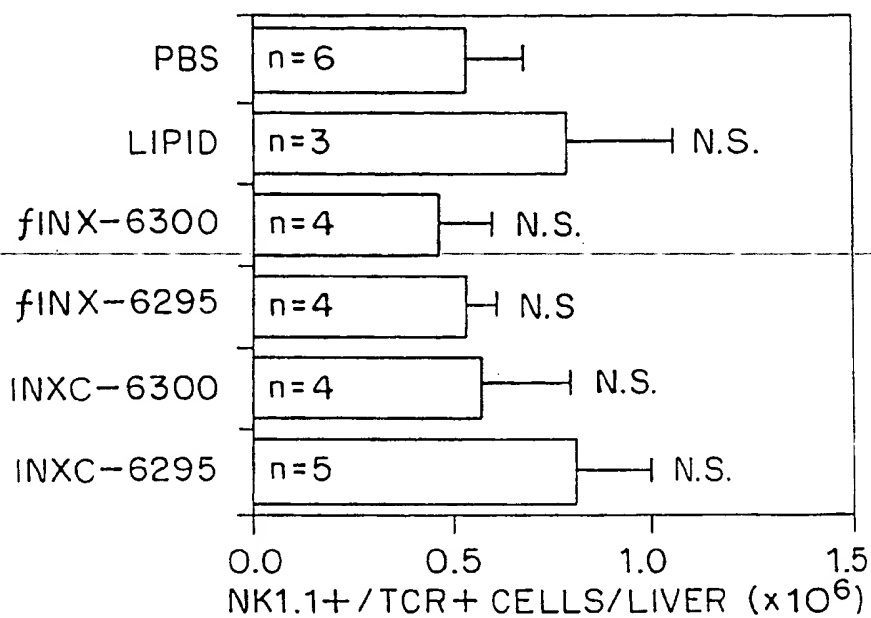 PBS n=6
LIPID n=3 N.S.
fINX-6300 n=4 N.S.
fINX-6295 n=4 N.S
INXC-6300 n=4 N.S.
INXC-6295 n=5 N.S.
0.0 0.5 1.0 1.5
NK1.1+/TCR+ CELLS/LIVER (x10⁶)